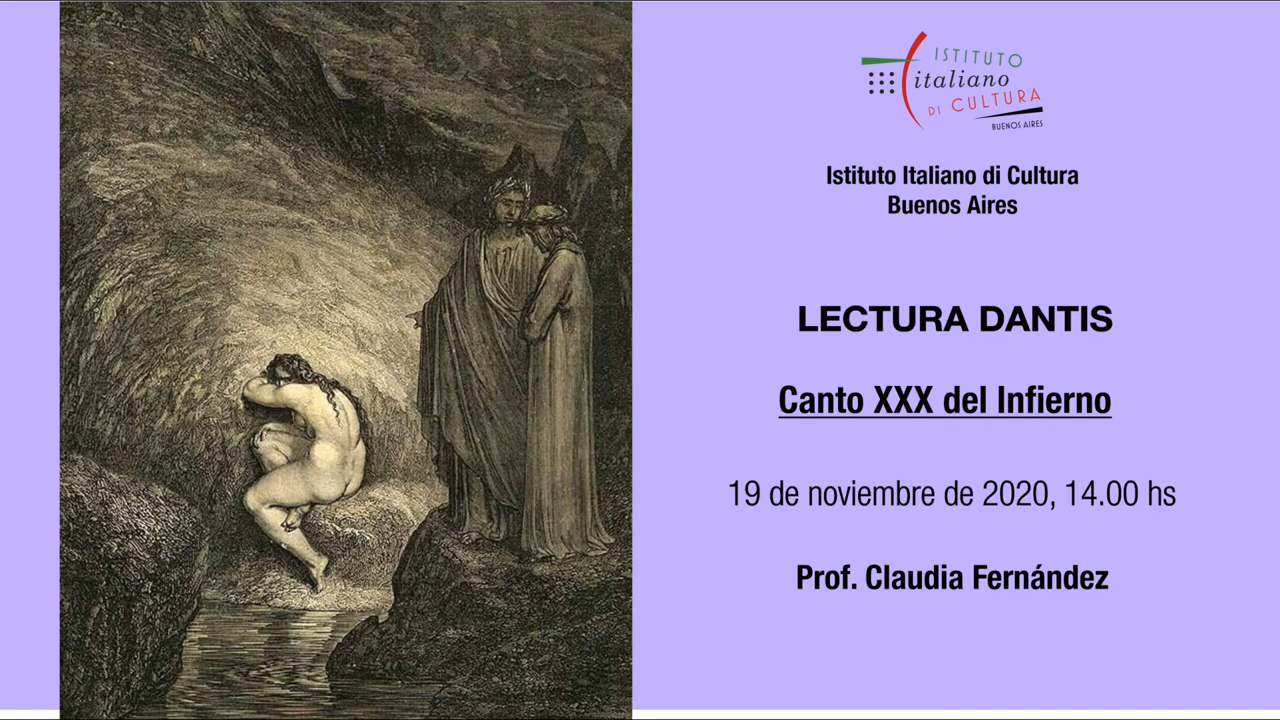 ISTITUTO
italiano
DI CULTURA
BUENOS AIRES
Istituto Italiano di Cultura
Buenos Aires
LECTURA DANTIS
Canto XXX del Infierno
19 de noviembre de 2020, 14.00 hs
Prof. Claudia Fernández